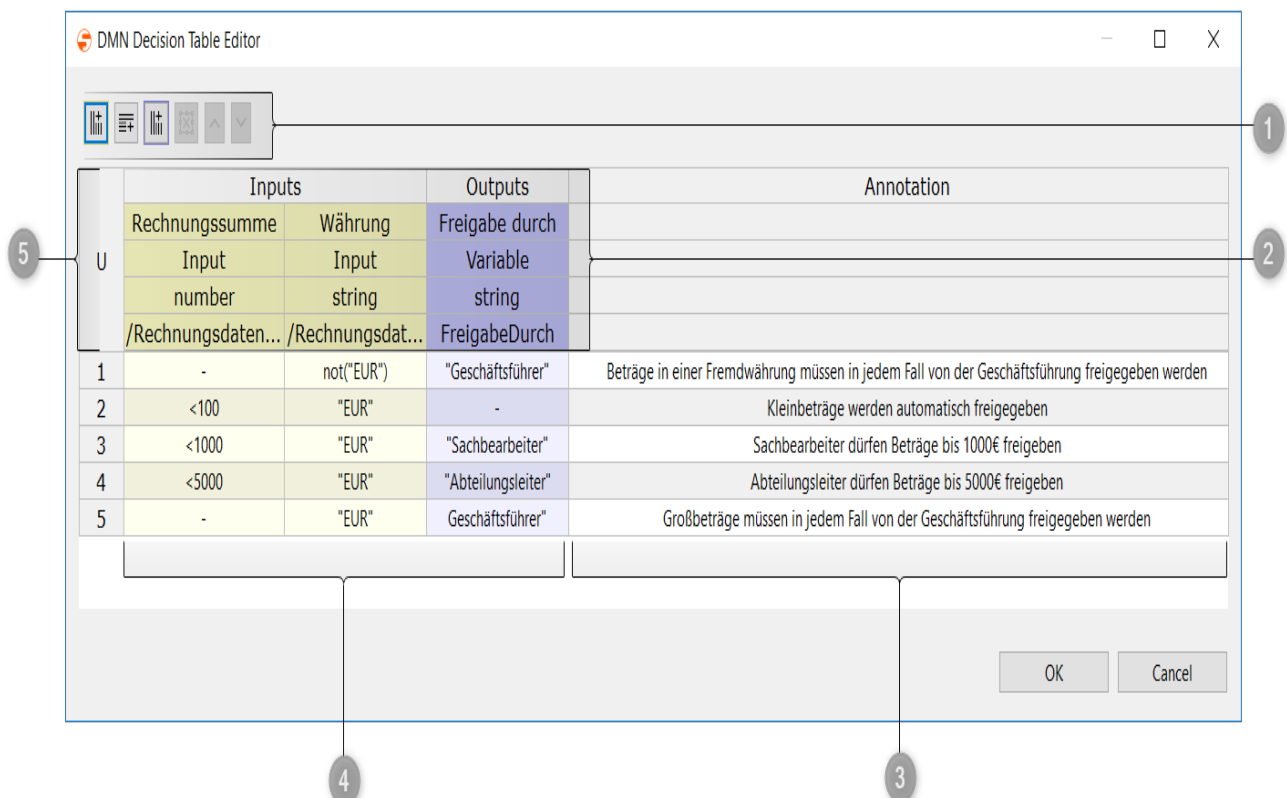 DMN Decision Table Editor
1
Inputs Outputs Annotation
Rechnungssumme Währung Freigabe durch
5 U Input Input Variable 2
number string string
/Rechnungsdaten... /Rechnungsdat... FreigabeDurch
1 - not("EUR") "Geschäftsführer" Beträge in einer Fremdwährung müssen in jedem Fall von der Geschäftsführung freigegeben werden
2 <100 "EUR" - Kleinbeträge werden automatisch freigegeben
3 <1000 "EUR" "Sachbearbeiter" Sachbearbeiter dürfen Beträge bis 1000€ freigeben
4 <5000 "EUR" "Abteilungsleiter" Abteilungsleiter dürfen Beträge bis 5000€ freigeben
5 - "EUR" Geschäftsführer" Großbeträge müssen in jedem Fall von der Geschäftsführung freigegeben werden
OK Cancel
4 3